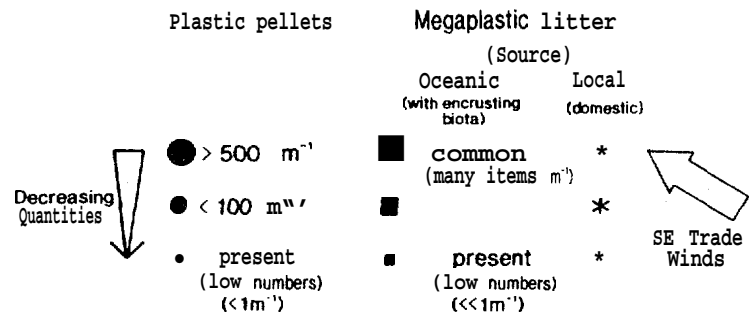 Plastic pellets Megaplastic litter
(Source)
Oceanic Local
(with encrusting (domestic)
biota)
> 500 m⁻¹ common *
(many items m⁻¹)
Decreasing
Quantities
< 100 m"′ *
SE Trade
Winds
present present *
(low numbers) (low numbers)
(<1m⁻¹) (<<1m⁻¹)